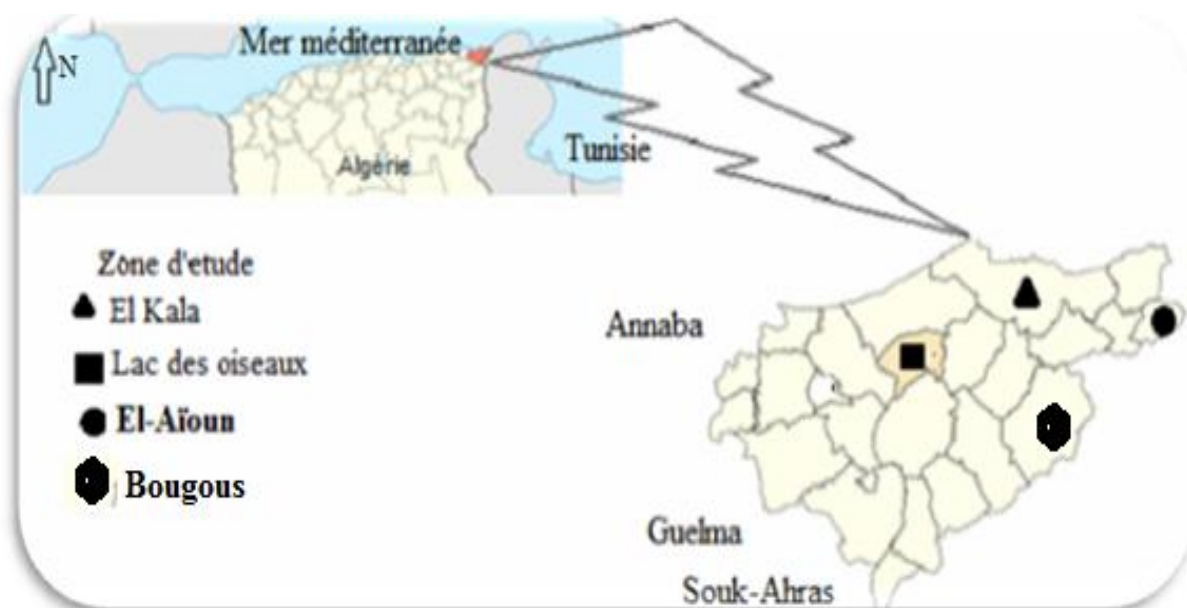 Mer méditerranée
N
Tunisie
Algérie
Zone d'etude
El Kala
Lac des oiseaux
El-Aïoun
Bougous
Annaba
Guelma
Souk-Ahras